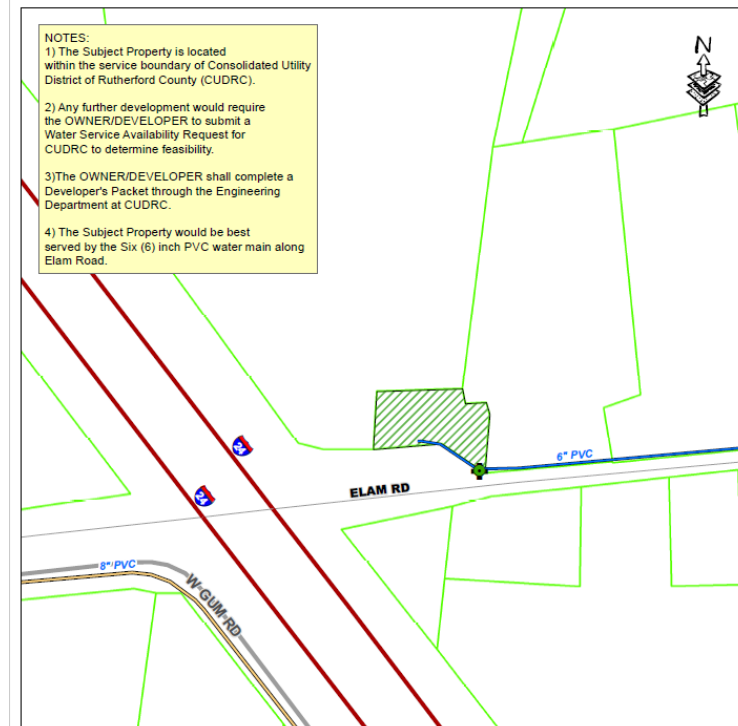 NOTES:
1) The Subject Property is located
within the service boundary of Consolidated Utility
District of Rutherford County (CUDRC).
2) Any further development would require
the OWNER/DEVELOPER to submit a
Water Service Availability Request for
CUDRC to determine feasibility.
3)The OWNER/DEVELOPER shall complete a
Developer's Packet through the Engineering
Department at CUDRC.
4) The Subject Property would be best
served by the Six (6) inch PVC water main along
Elam Road.
N
24
6" PVC
ELAM RD
24
8" PVC
W GUM RD